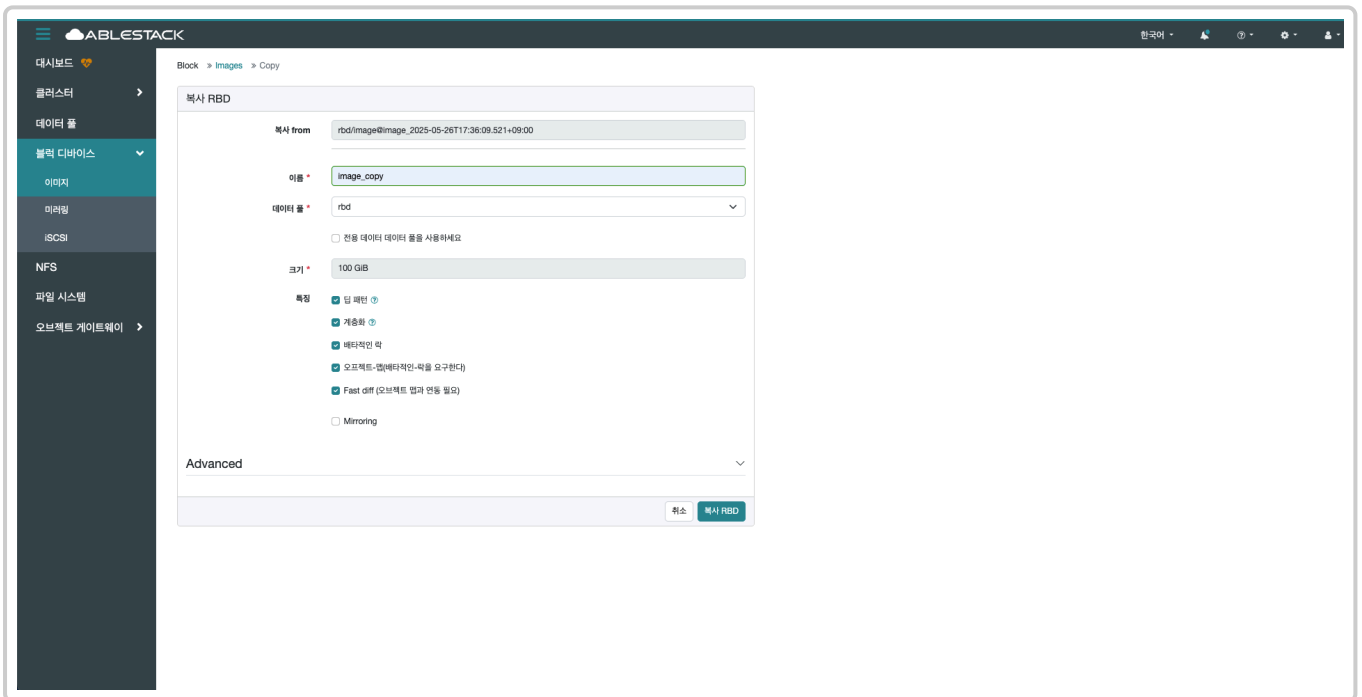 ABLESTACK
한국어
대시보드
클러스터
데이터 풀
블럭 디바이스
이미지
미러링
iSCSI
NFS
파일 시스템
오브젝트 게이트웨이
Block » Images » Copy
복사 RBD
복사 from rbd/image@image_2025-05-26T17:36:09.521+09:00
이름 * image_copy
데이터 풀 * rbd
전용 데이터 데이터 풀을 사용하세요
크기 * 100 GiB
특징 딥 패턴
계층화
배타적인 락
오프젝트-맵(배타적인-락을 요구한다)
Fast diff (오브젝트 맵과 연동 필요)
Mirroring
Advanced
취소 복사 RBD